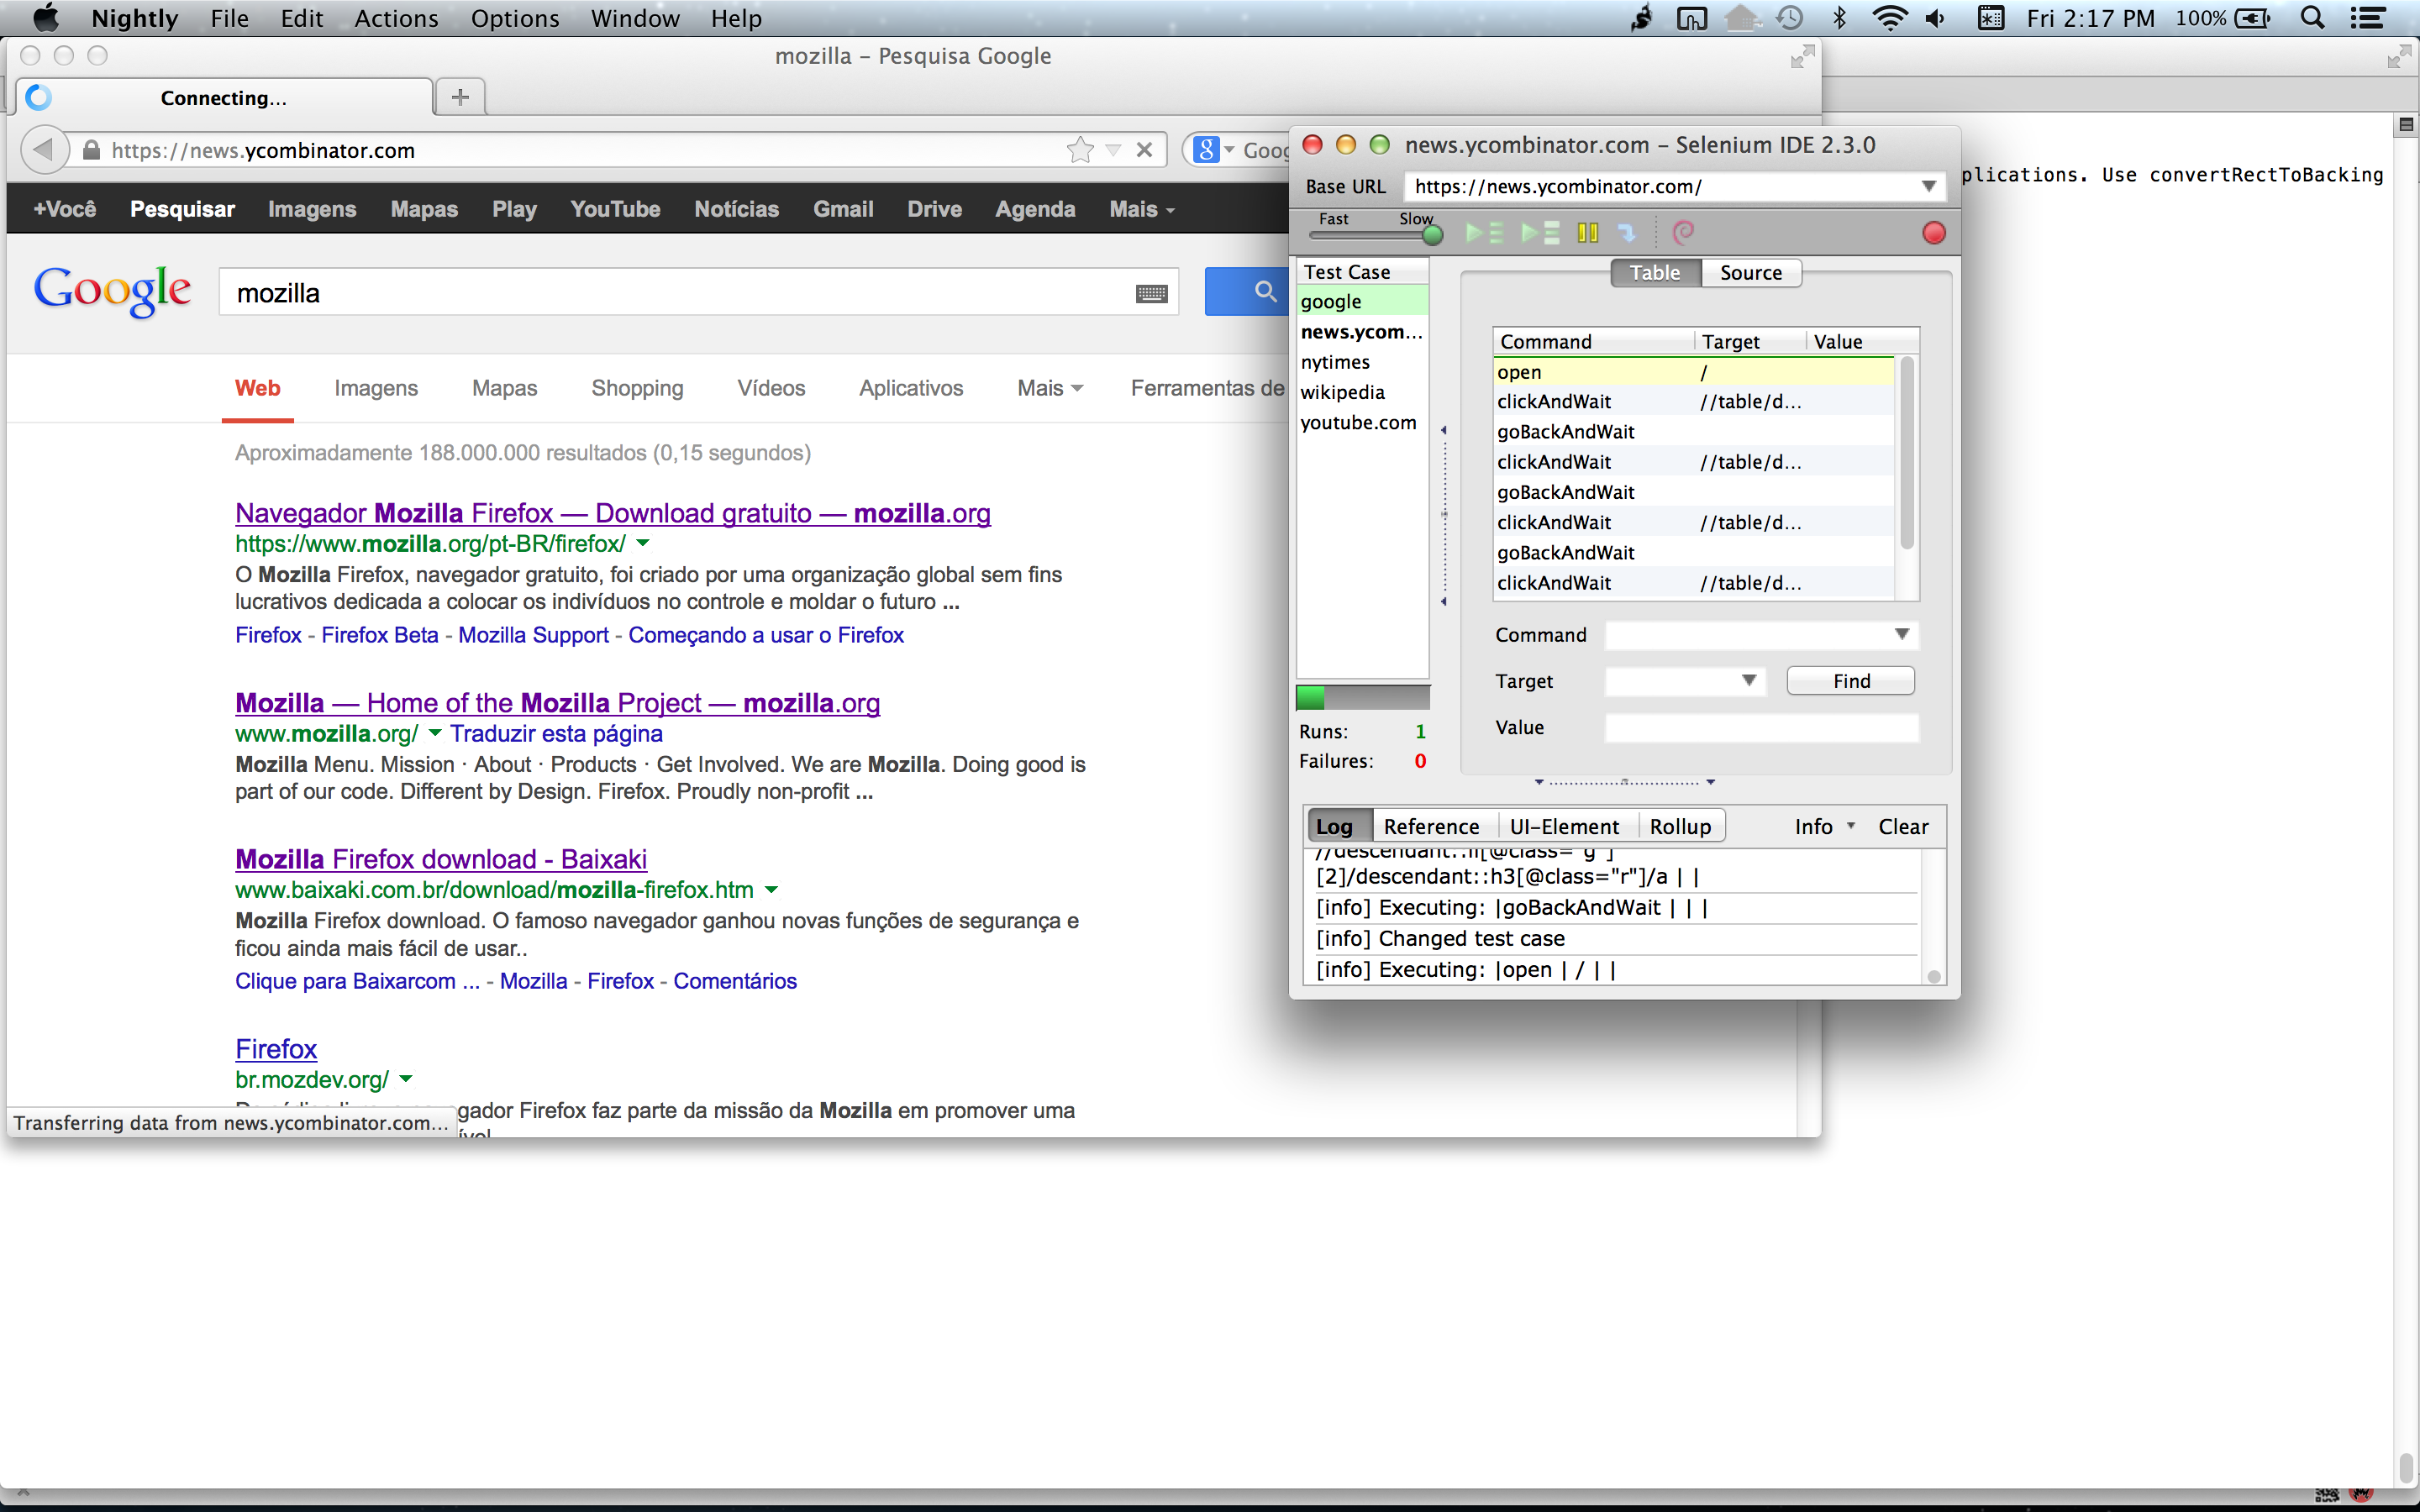 Nightly File Edit Actions Options Window Help Fri 2:17 PM 100%
mozilla – Pesquisa Google
Connecting...
https://news.ycombinator.com
Goog
+Você Pesquisar Imagens Mapas Play YouTube Notícias Gmail Drive Agenda Mais
Google
mozilla
Web Imagens Mapas Shopping Vídeos Aplicativos Mais Ferramentas de
Aproximadamente 188.000.000 resultados (0,15 segundos)
Navegador Mozilla Firefox — Download gratuito — mozilla.org
https://www.mozilla.org/pt-BR/firefox/
O Mozilla Firefox, navegador gratuito, foi criado por uma organização global sem fins
lucrativos dedicada a colocar os indivíduos no controle e moldar o futuro ...
Firefox - Firefox Beta - Mozilla Support - Começando a usar o Firefox
Mozilla — Home of the Mozilla Project — mozilla.org
www.mozilla.org/ Traduzir esta página
Mozilla Menu. Mission · About · Products · Get Involved. We are Mozilla. Doing good is
part of our code. Different by Design. Firefox. Proudly non-profit ...
Mozilla Firefox download - Baixaki
www.baixaki.com.br/download/mozilla-firefox.htm
Mozilla Firefox download. O famoso navegador ganhou novas funções de segurança e
ficou ainda mais fácil de usar..
Clique para Baixarcom ... - Mozilla - Firefox - Comentários
Firefox
br.mozdev.org/
gador Firefox faz parte da missão da Mozilla em promover uma
Transferring data from news.ycombinator.com...
news.ycombinator.com – Selenium IDE 2.3.0
Base URL https://news.ycombinator.com/
Fast Slow
Test Case
google
news.ycom...
nytimes
wikipedia
youtube.com
Runs: 1
Failures: 0
Table Source
Command Target Value
open /
clickAndWait //table/d...
goBackAndWait
clickAndWait //table/d...
goBackAndWait
clickAndWait //table/d...
goBackAndWait
clickAndWait //table/d...
Command
Target Find
Value
Log Reference UI-Element Rollup Info Clear
[2]/descendant::h3[@class="r"]/a | |
[info] Executing: |goBackAndWait | | |
[info] Changed test case
[info] Executing: |open | / | |
plications. Use convertRectToBacking